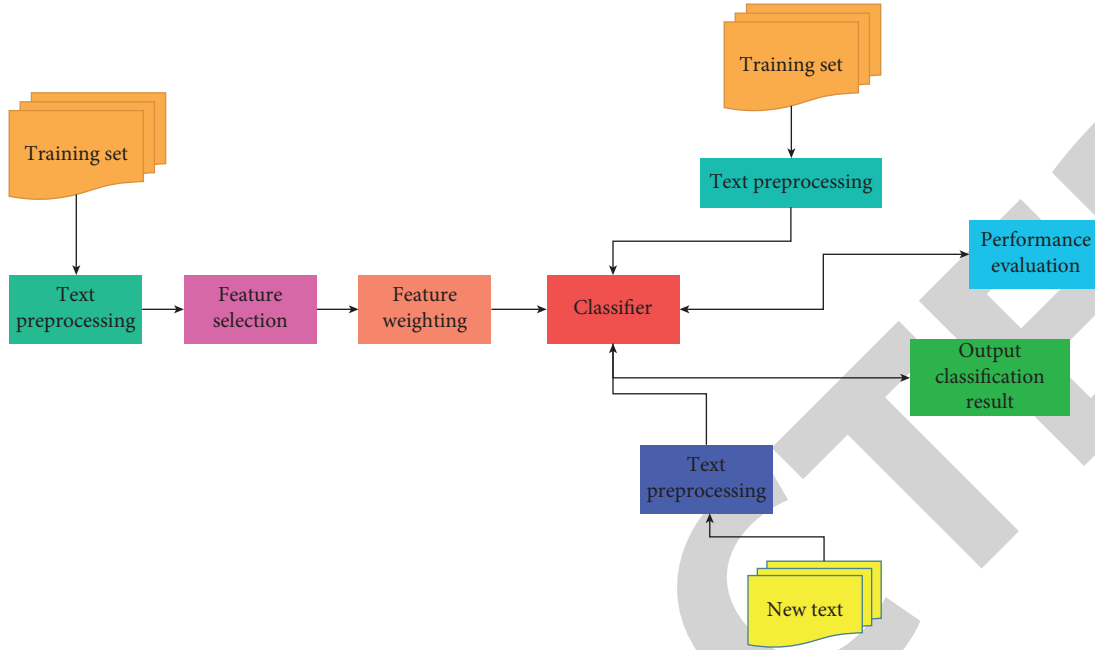 Training set
Training set
Text preprocessing
Performance
evaluation
Text
preprocessing
Feature
selection
Feature
weighting
Classifier
Output
classification
result
Text
preprocessing
New text